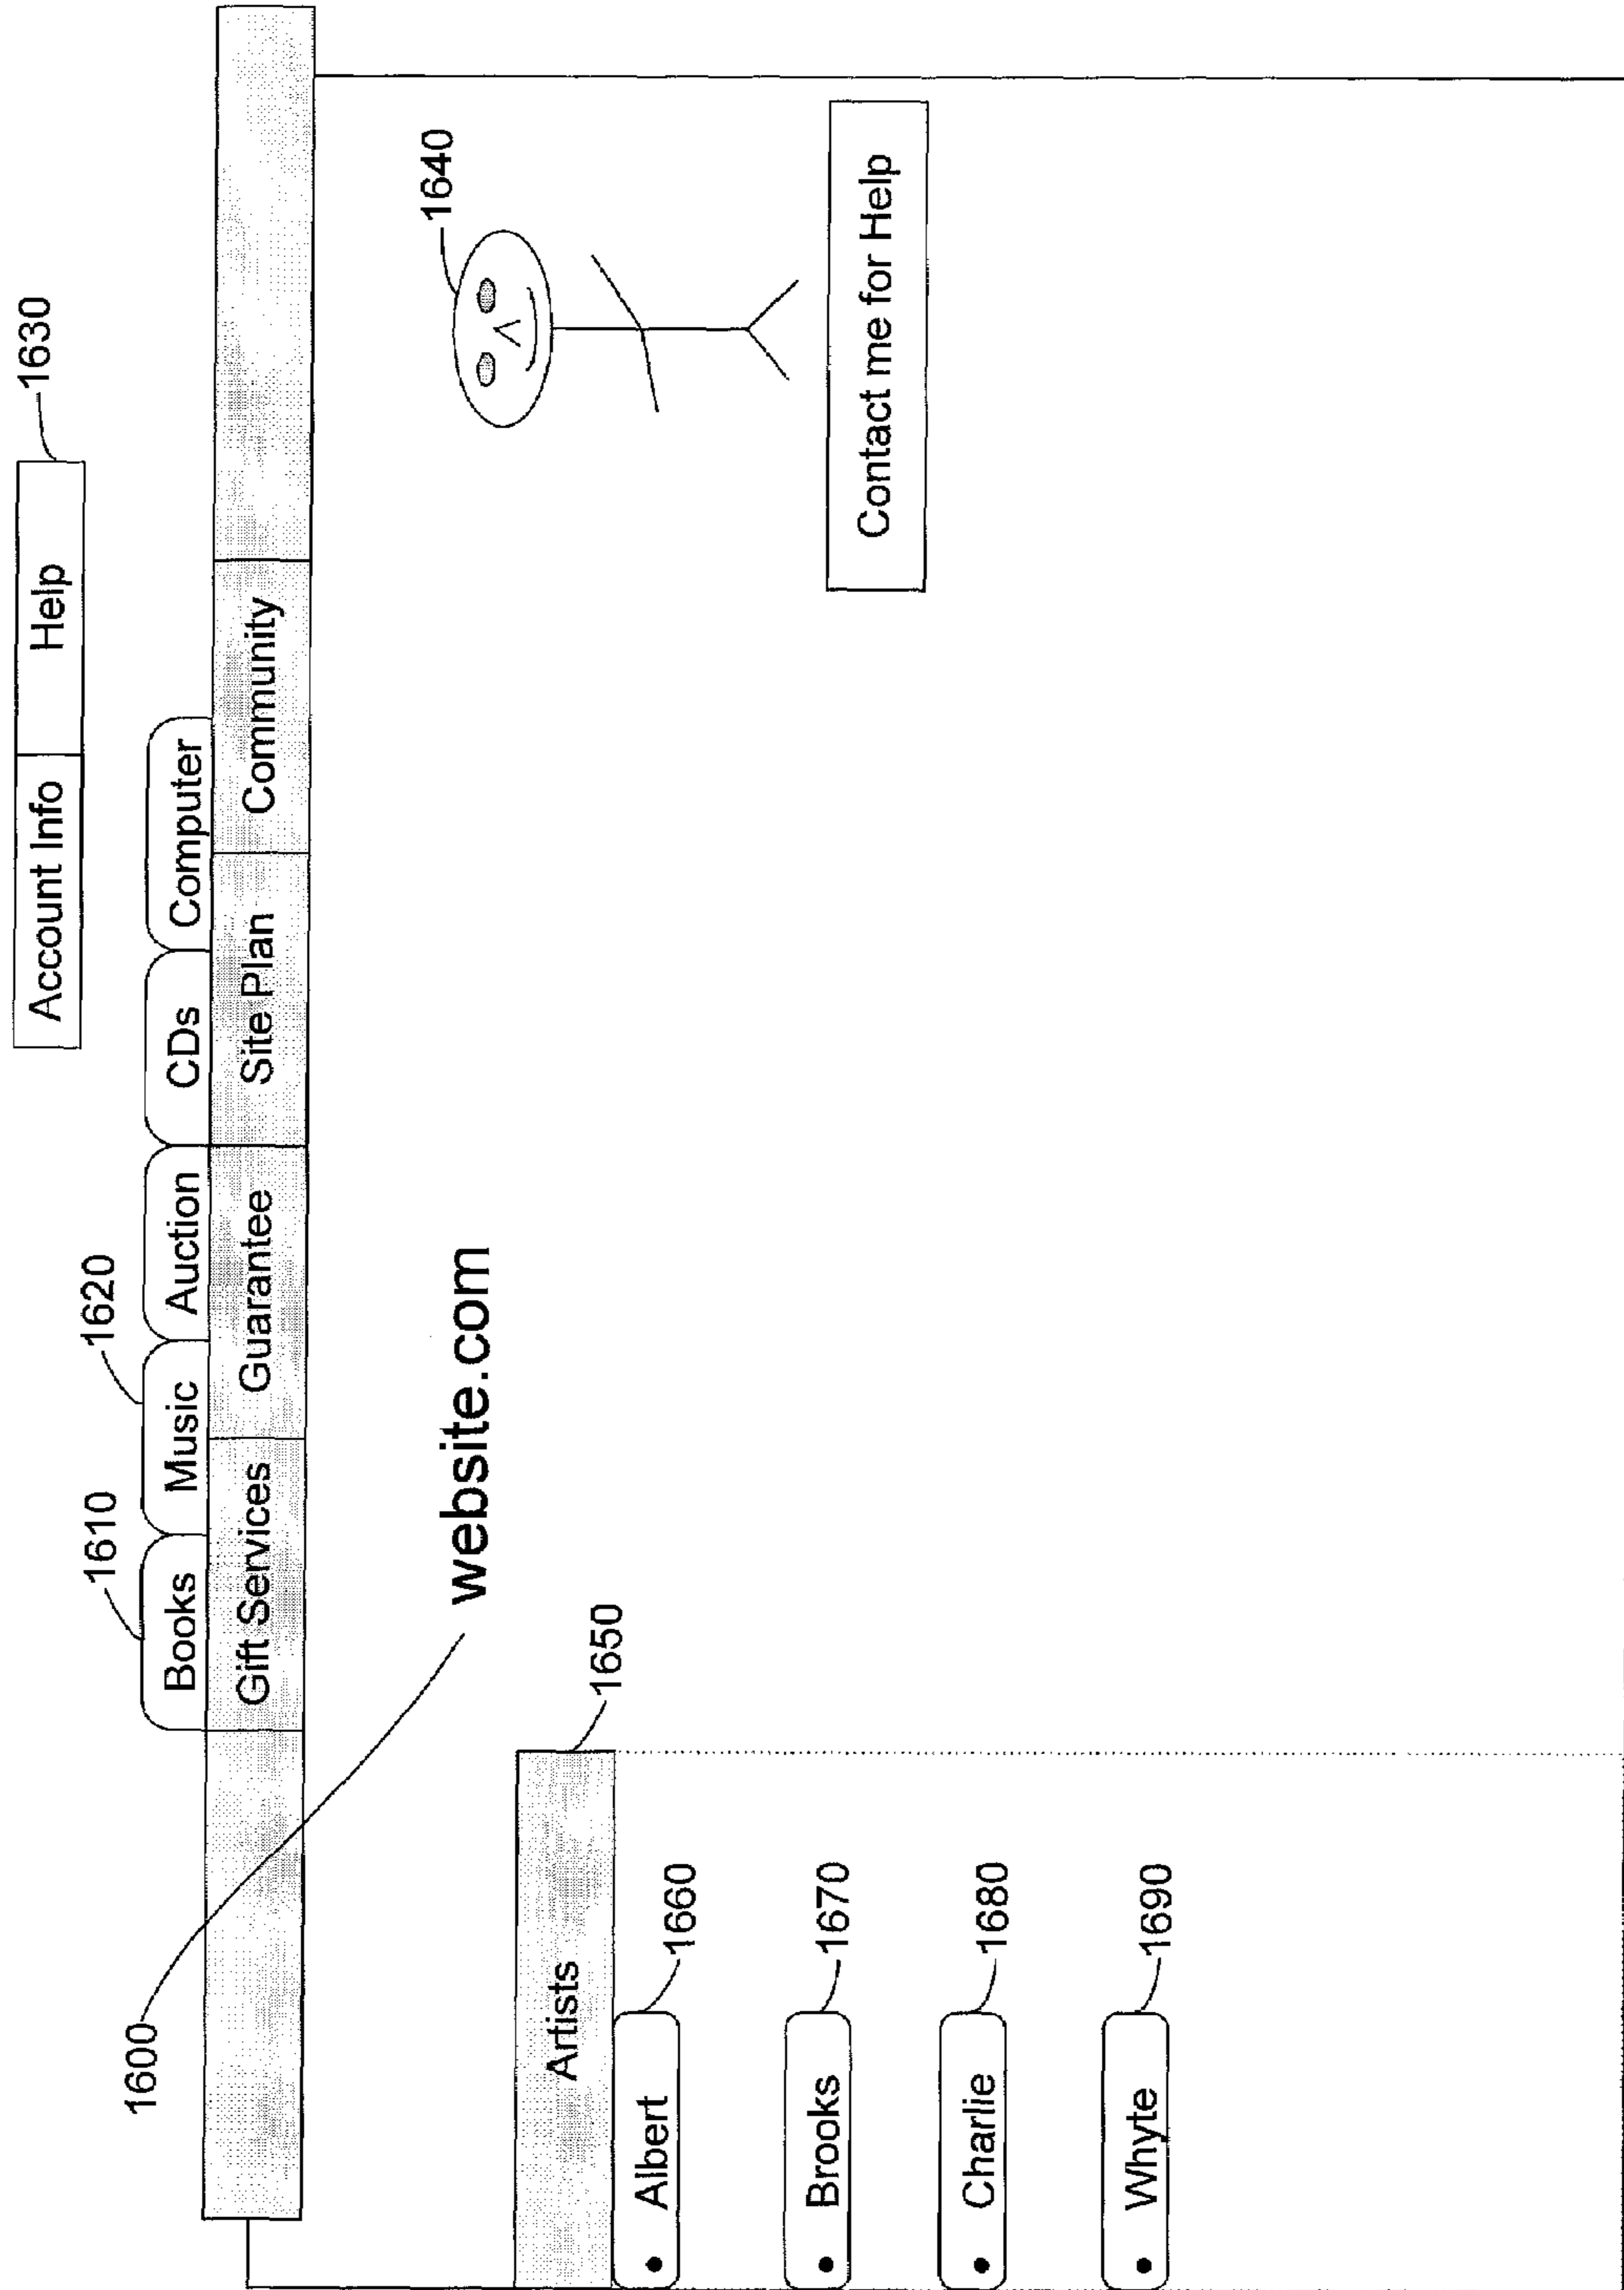 Account Info Help 1630
1610 1620
Books Music Auction CDs Computer
Gift Services Guarantee Site Plan Community
1600
website.com
1640
Artists 1650
Albert 1660
Brooks 1670
Contact me for Help
Charlie 1680
Whyte 1690